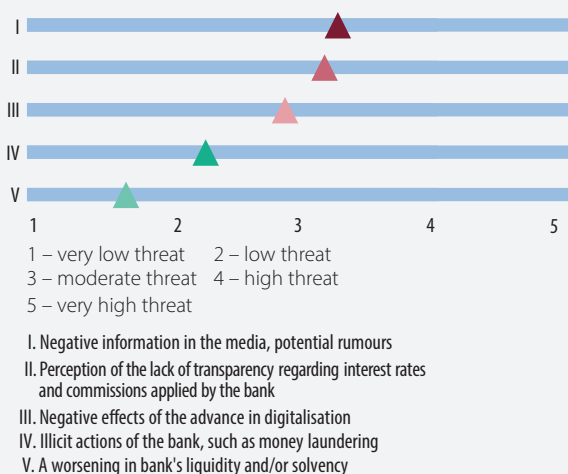 I
II
III
IV
V
1 2 3 4 5
1 – very low threat 2 – low threat
3 – moderate threat 4 – high threat
5 – very high threat
I. Negative information in the media, potential rumours
II. Perception of the lack of transparency regarding interest rates
and commissions applied by the bank
III. Negative effects of the advance in digitalisation
IV. Illicit actions of the bank, such as money laundering
V. A worsening in bank's liquidity and/or solvency